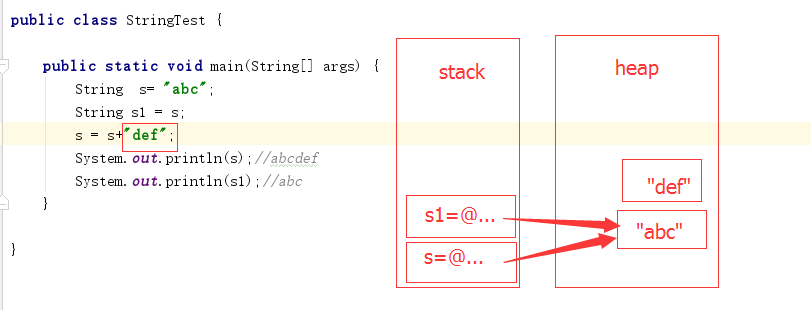 public class StringTest {
public static void main(String[] args) {
String s= "abc";
String s1 = s;
s = s+"def";
System.out.println(s);//abcdef
System.out.println(s1);//abc
}
}
stack
heap
"def"
s1=@...
"abc"
s=@...